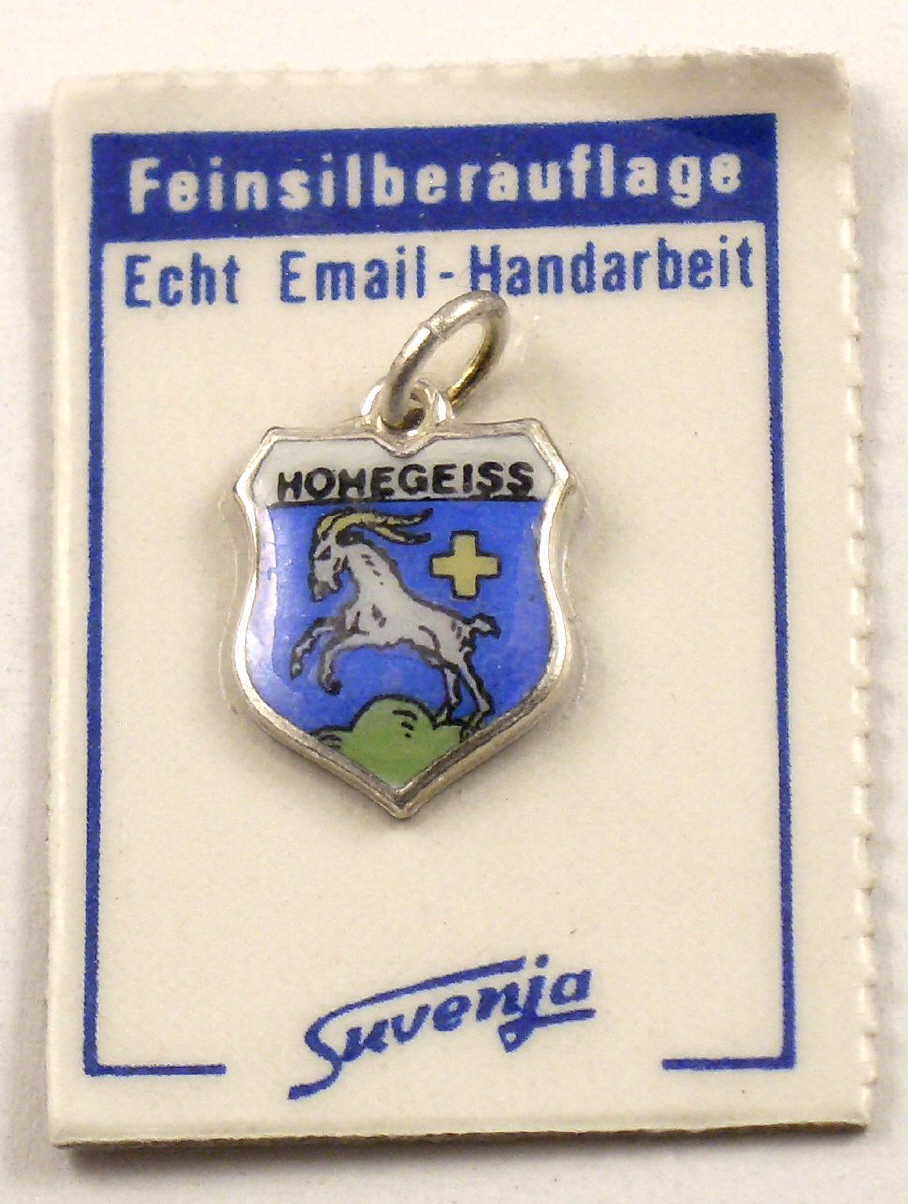 Feinsilberauflage
Echt Email-Handarbeit
HOHEGEISS
Suvenja